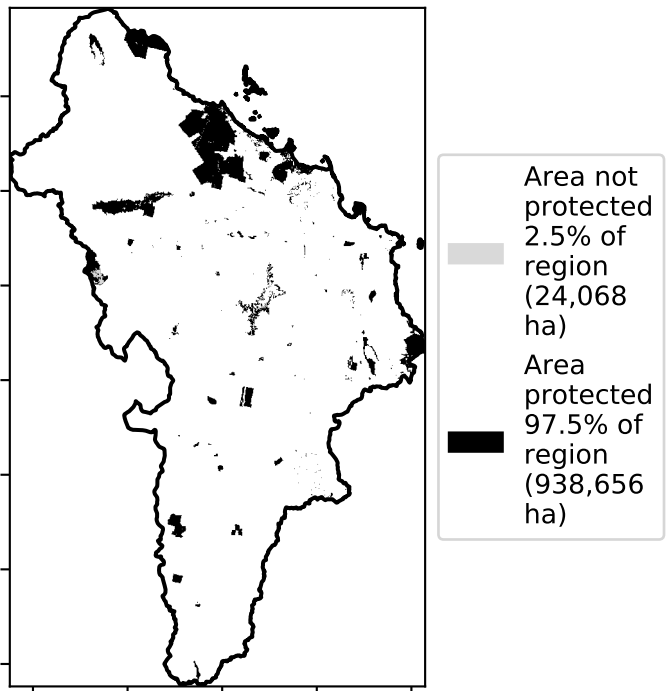 Area not
protected
2.5% of
region
(24,068
ha)
Area
protected
97.5% of
region
(938,656
ha)